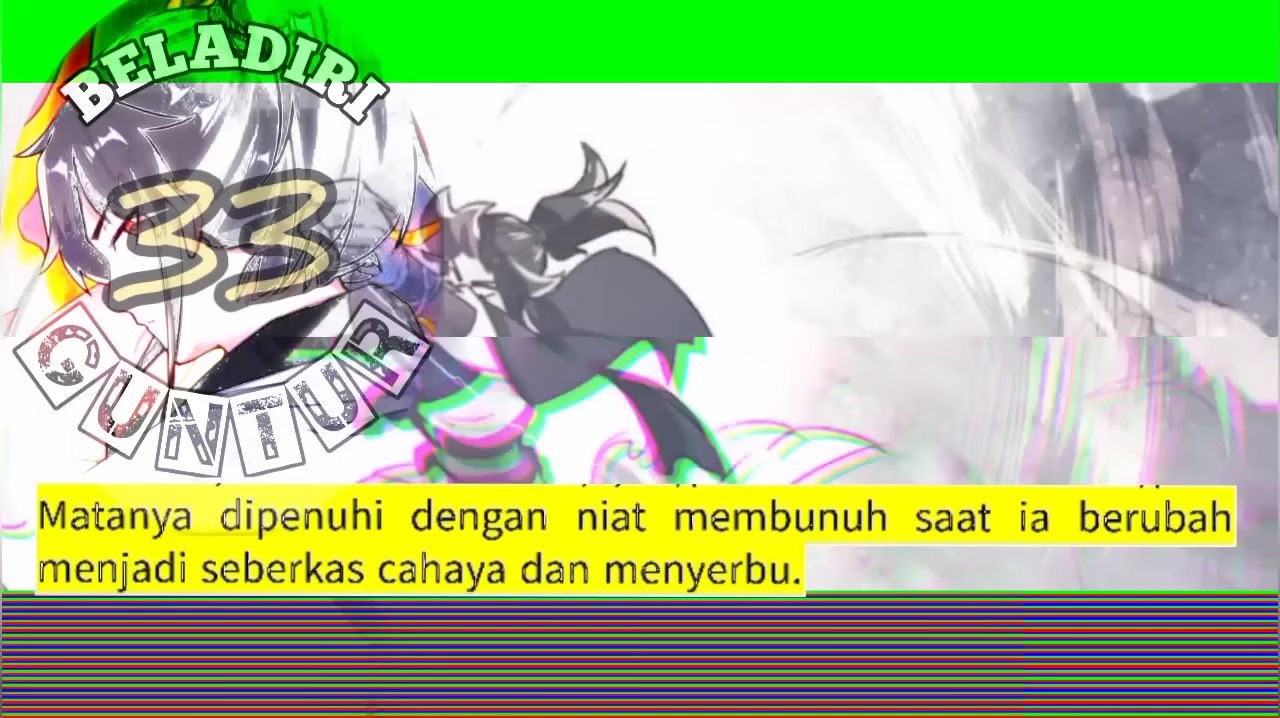 BELADIRI
33
GUNTUR
Matanya dipenuhi dengan niat membunuh saat ia berubah
menjadi seberkas cahaya dan menyerbu.